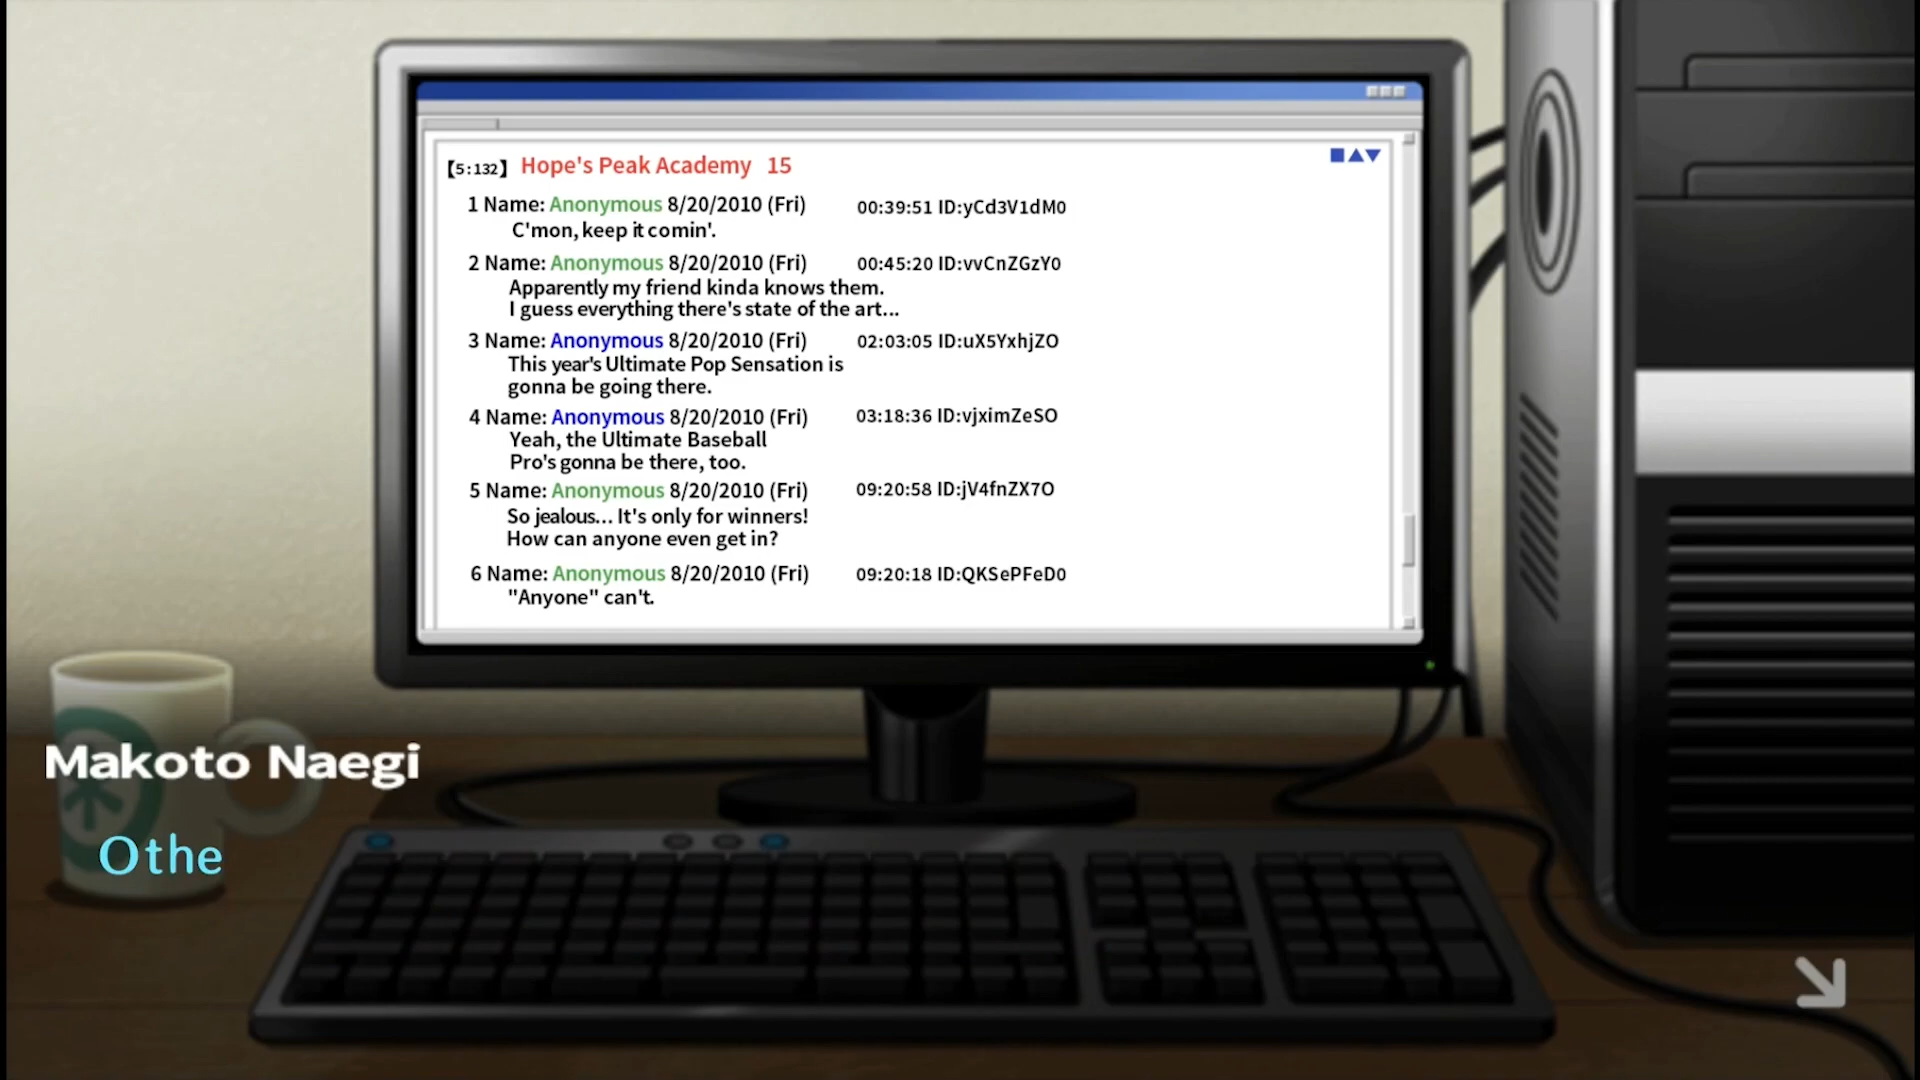 【5:132】 Hope's Peak Academy 15 ■▲▼
1 Name: Anonymous 8/20/2010 (Fri) 00:39:51 ID:yCd3V1dM0
C'mon, keep it comin'.
2 Name: Anonymous 8/20/2010 (Fri) 00:45:20 ID:vvCnZGzY0
Apparently my friend kinda knows them.
I guess everything there's state of the art...
3 Name: Anonymous 8/20/2010 (Fri) 02:03:05 ID:uX5YxhjZO
This year's Ultimate Pop Sensation is
gonna be going there.
4 Name: Anonymous 8/20/2010 (Fri) 03:18:36 ID:vjximZeSO
Yeah, the Ultimate Baseball
Pro's gonna be there, too.
5 Name: Anonymous 8/20/2010 (Fri) 09:20:58 ID:jV4fnZX7O
So jealous... It's only for winners!
How can anyone even get in?
6 Name: Anonymous 8/20/2010 (Fri) 09:20:18 ID:QKSePFeD0
"Anyone" can't.
Makoto Naegi
Othe